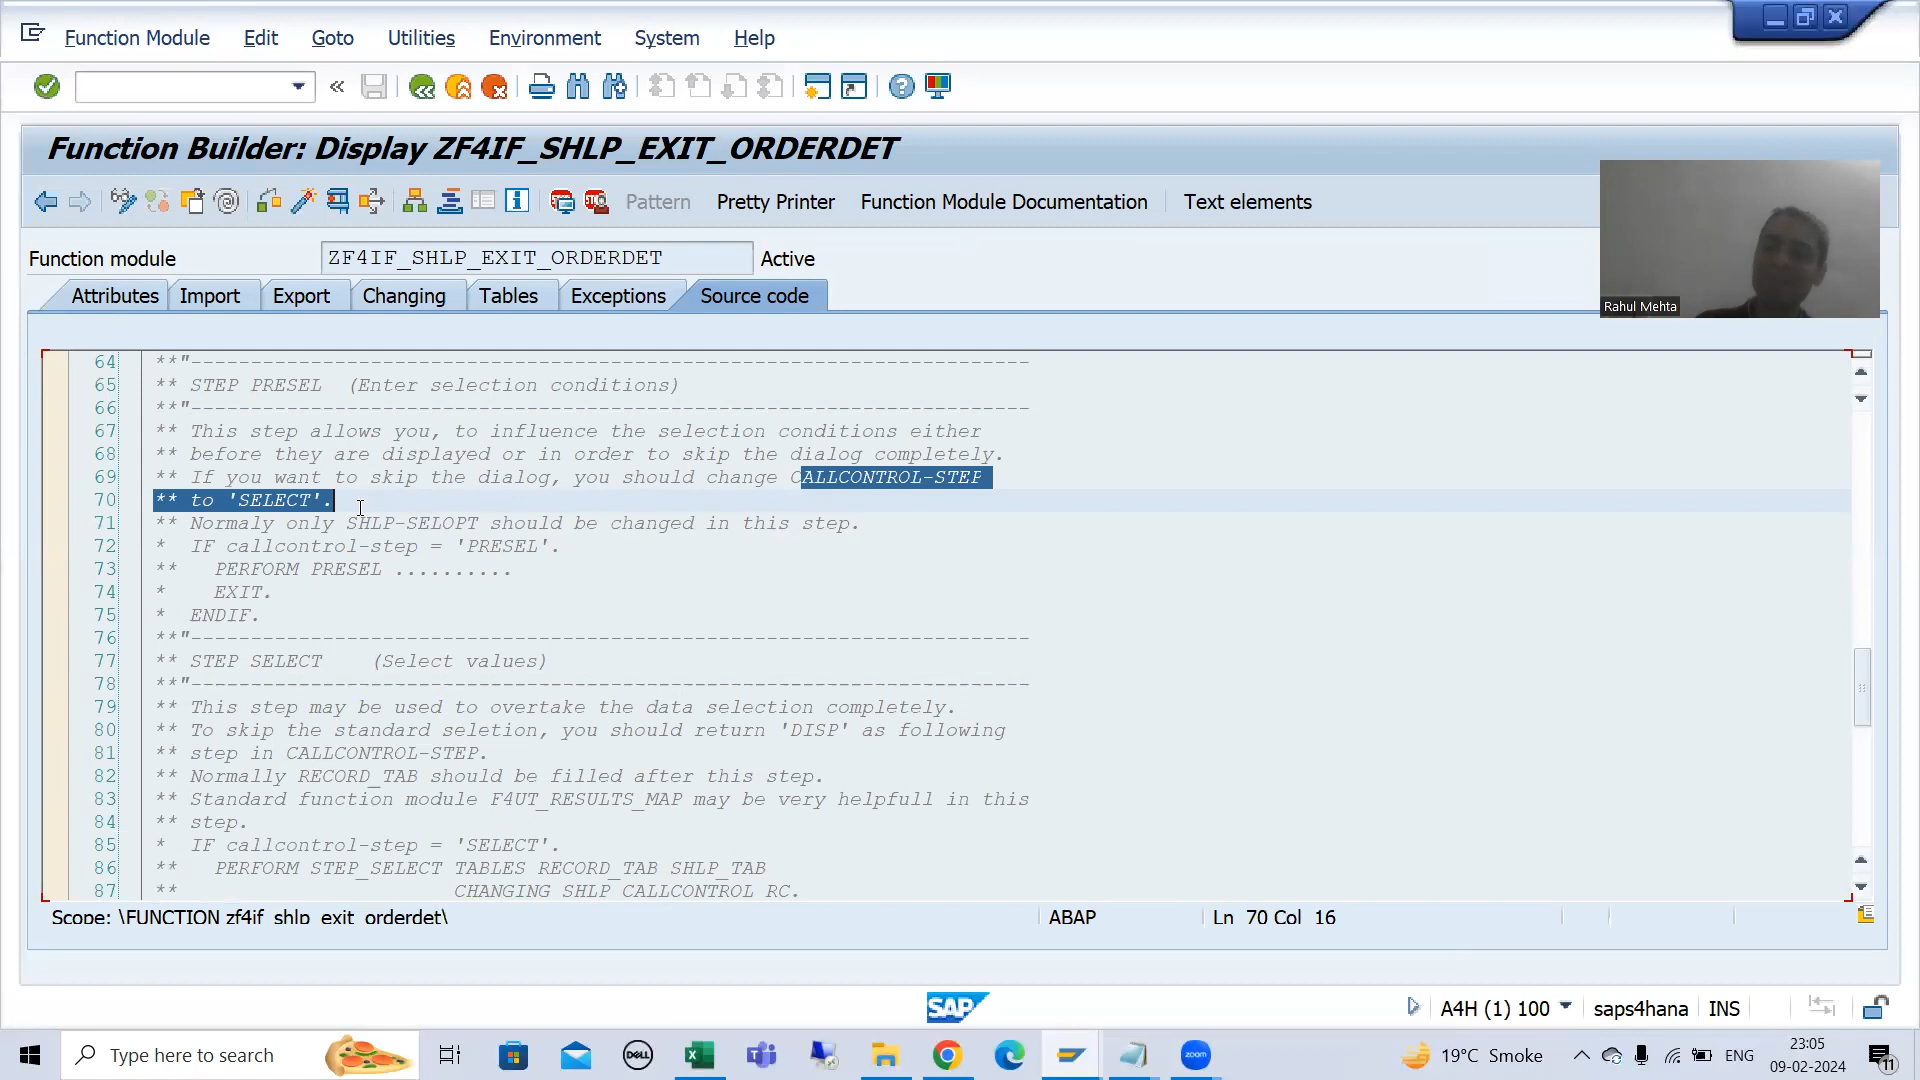 Function Module Edit Goto Utilities Environment System Help
Function Builder: Display ZF4IF_SHLP_EXIT_ORDERDET
Pattern Pretty Printer Function Module Documentation Text elements
Function module ZF4IF_SHLP_EXIT_ORDERDET Active
Attributes Import Export Changing Tables Exceptions Source code
Rahul Mehta
64 **"----------------------------------------------------------------------
65 ** STEP PRESEL (Enter selection conditions)
66 **"----------------------------------------------------------------------
67 ** This step allows you, to influence the selection conditions either
68 ** before they are displayed or in order to skip the dialog completely.
69 ** If you want to skip the dialog, you should change CALLCONTROL-STEP
70 ** to 'SELECT'.
71 ** Normaly only SHLP-SELOPT should be changed in this step.
72 * IF callcontrol-step = 'PRESEL'.
73 ** PERFORM PRESEL ..........
74 * EXIT.
75 * ENDIF.
76 **"----------------------------------------------------------------------
77 ** STEP SELECT (Select values)
78 **"----------------------------------------------------------------------
79 ** This step may be used to overtake the data selection completely.
80 ** To skip the standard seletion, you should return 'DISP' as following
81 ** step in CALLCONTROL-STEP.
82 ** Normally RECORD_TAB should be filled after this step.
83 ** Standard function module F4UT_RESULTS_MAP may be very helpfull in this
84 ** step.
85 * IF callcontrol-step = 'SELECT'.
86 ** PERFORM STEP_SELECT TABLES RECORD_TAB SHLP_TAB
87 ** CHANGING SHLP CALLCONTROL RC.
Scope: \FUNCTION zf4if_shlp_exit_orderdet\ ABAP Ln 70 Col 16
SAP
A4H (1) 100 saps4hana INS
Type here to search
DELL
zoom
19°C Smoke
ENG
23:05
09-02-2024
11